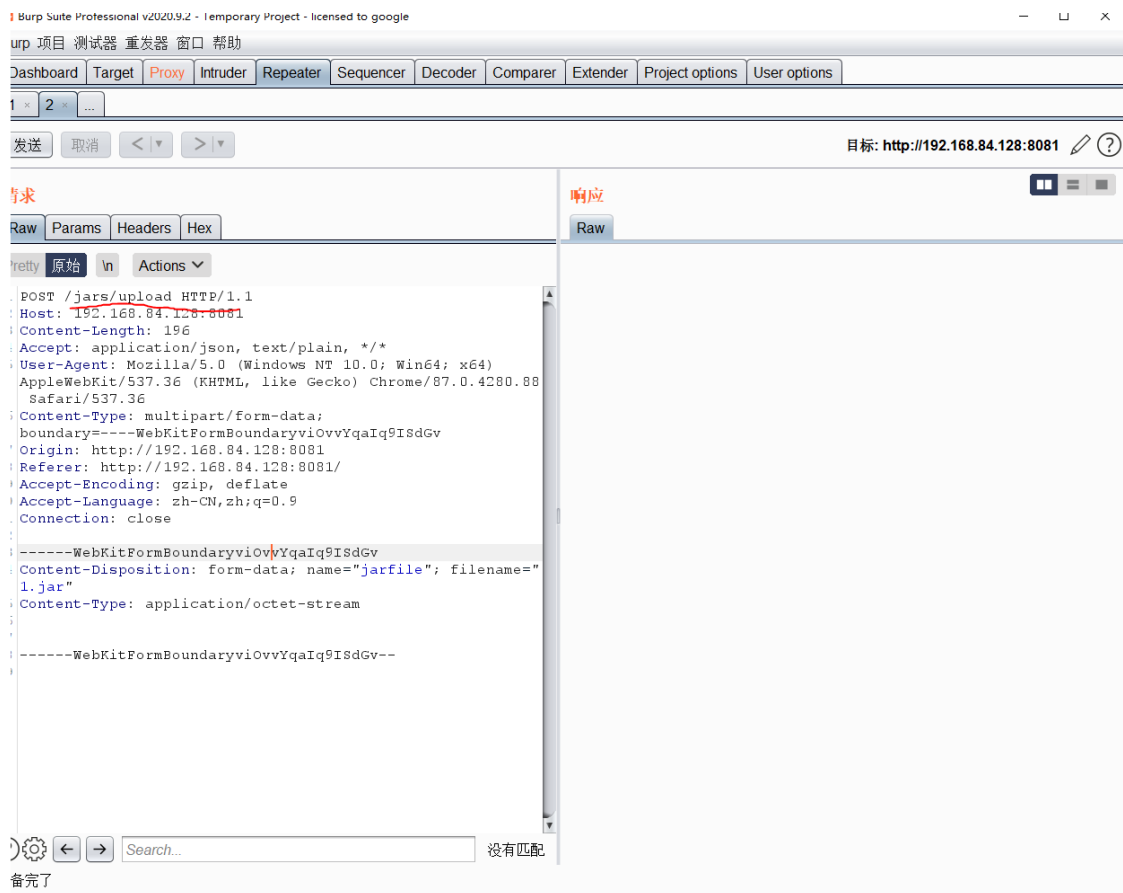 Burp Suite Professional v2020.9.2 - Temporary Project - licensed to google
urp 项目 测试器 重发器 窗口 帮助
Dashboard Target Proxy Intruder Repeater Sequencer Decoder Comparer Extender Project options User options
1 × 2 × ...
发送 取消 < > 目标: http://192.168.84.128:8081 ?
请求 响应
Raw Params Headers Hex Raw
Pretty 原始 \n Actions
POST /jars/upload HTTP/1.1
Host: 192.168.84.128:8081
Content-Length: 196
Accept: application/json, text/plain, */*
User-Agent: Mozilla/5.0 (Windows NT 10.0; Win64; x64)
AppleWebKit/537.36 (KHTML, like Gecko) Chrome/87.0.4280.88
Safari/537.36
Content-Type: multipart/form-data;
boundary=----WebKitFormBoundaryviOvvYqaIq9ISdGv
Origin: http://192.168.84.128:8081
Referer: http://192.168.84.128:8081/
Accept-Encoding: gzip, deflate
Accept-Language: zh-CN,zh;q=0.9
Connection: close
------WebKitFormBoundaryviOvvYqaIq9ISdGv
Content-Disposition: form-data; name="jarfile"; filename="
1.jar"
Content-Type: application/octet-stream
------WebKitFormBoundaryviOvvYqaIq9ISdGv--
Search... 没有匹配
备完了